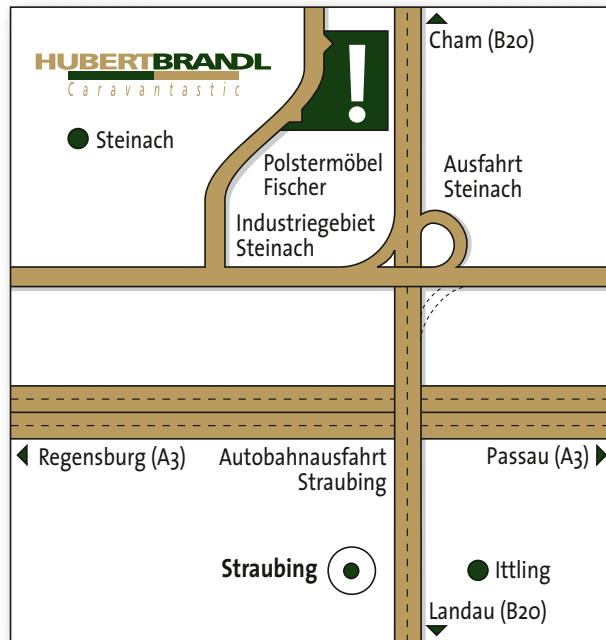 Cham (B20)
HUBERTBRANDL
Caravantastic
!
Steinach
Polstermöbel
Fischer
Ausfahrt
Steinach
Industriegebiet
Steinach
Regensburg (A3)
Autobahnausfahrt
Straubing
Passau (A3)
Straubing
Ittling
Landau (B20)